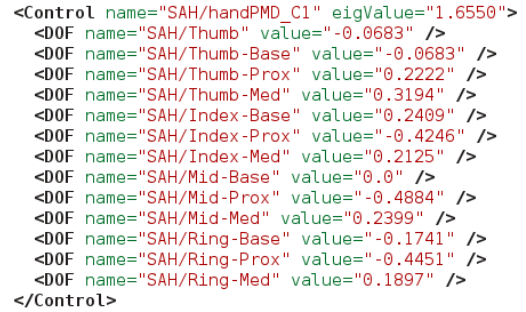 <Control name="SAH/handPMD_C1" eigValue="1.6550">
<DOF name="SAH/Thumb" value="-0.0683" />
<DOF name="SAH/Thumb-Base" value="-0.0683" />
<DOF name="SAH/Thumb-Prox" value="0.2222" />
<DOF name="SAH/Thumb-Med" value="0.3194" />
<DOF name="SAH/Index-Base" value="0.2409" />
<DOF name="SAH/Index-Prox" value="-0.4246" />
<DOF name="SAH/Index-Med" value="0.2125" />
<DOF name="SAH/Mid-Base" value="0.0" />
<DOF name="SAH/Mid-Prox" value="-0.4884" />
<DOF name="SAH/Mid-Med" value="0.2399" />
<DOF name="SAH/Ring-Base" value="-0.1741" />
<DOF name="SAH/Ring-Prox" value="-0.4451" />
<DOF name="SAH/Ring-Med" value="0.1897" />
</Control>